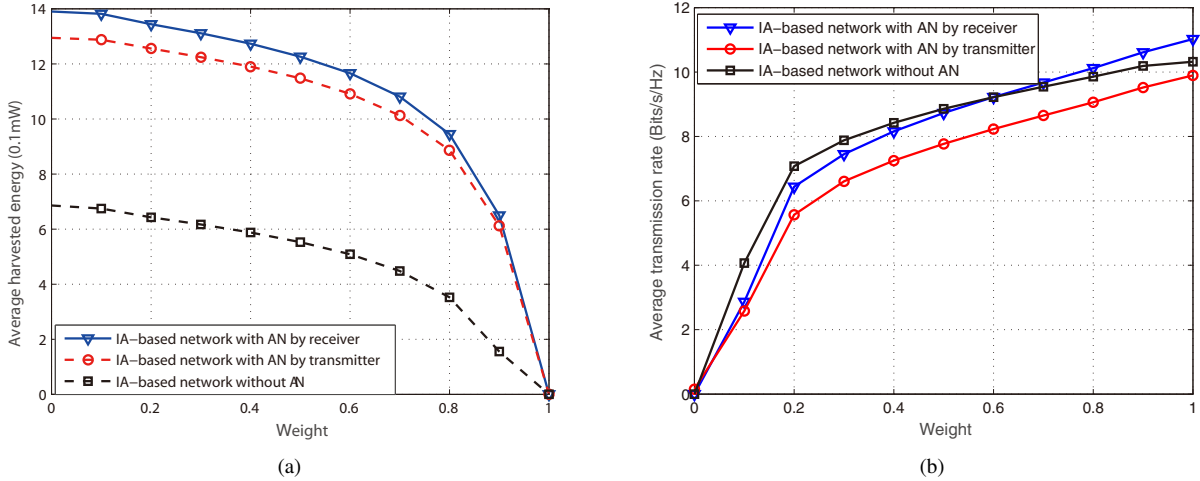 14
12
10
8
6
4
2
0
Average harvested energy (0.1mW)
IA-based network with AN by receiver
IA-based network with AN by transmitter
IA-based network without AN
0 0.2 0.4 0.6 0.8 1
Weight
(a)
12
10
8
6
4
2
0
Average transmission rate (Bits/s/Hz)
IA-based network with AN by receiver
IA-based network with AN by transmitter
IA-based network without AN
0 0.2 0.4 0.6 0.8 1
Weight
(b)